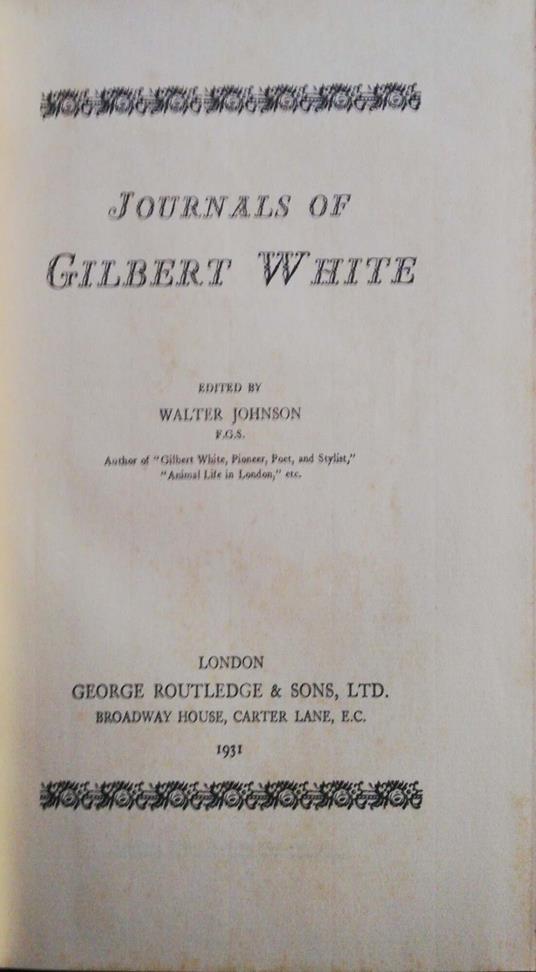 JOURNALS OF
GILBERT WHITE
EDITED BY
WALTER JOHNSON
F.G.S.
Author of "Gilbert White, Pioneer, Poet, and Stylist,"
"Animal Life in London," etc.
LONDON
GEORGE ROUTLEDGE & SONS, LTD.
BROADWAY HOUSE, CARTER LANE, E.C.
1931